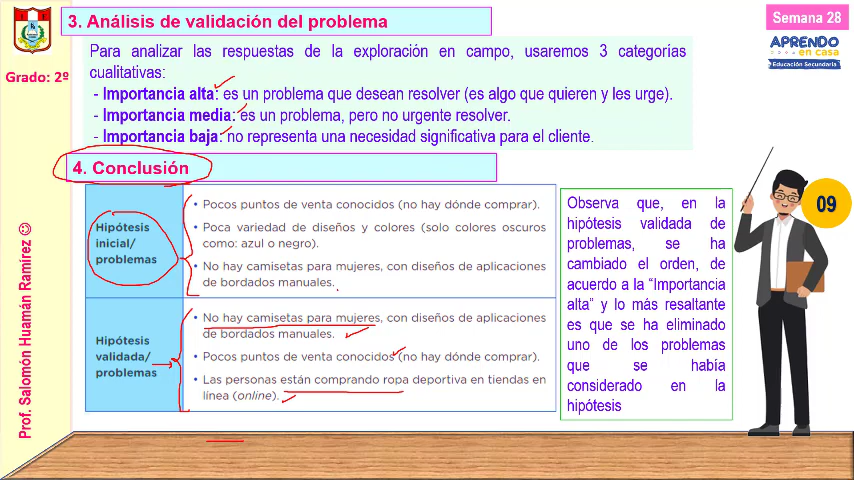 3. Análisis de validación del problema
Semana 28
APRENDO
en casa
Educación Secundaria
Grado: 2º
Para analizar las respuestas de la exploración en campo, usaremos 3 categorías
cualitativas:
- Importancia alta: es un problema que desean resolver (es algo que quieren y les urge).
- Importancia media: es un problema, pero no urgente resolver.
- Importancia baja: no representa una necesidad significativa para el cliente.
4. Conclusión
Hipótesis
inicial/
problemas
• Pocos puntos de venta conocidos (no hay dónde comprar).
• Poca variedad de diseños y colores (solo colores oscuros
como: azul o negro).
• No hay camisetas para mujeres, con diseños de aplicaciones
de bordados manuales.
Hipótesis
validada/
problemas
• No hay camisetas para mujeres, con diseños de aplicaciones
de bordados manuales.
• Pocos puntos de venta conocidos (no hay dónde comprar).
• Las personas están comprando ropa deportiva en tiendas en
línea (online).
Observa que, en la
hipótesis validada de
problemas, se ha
cambiado el orden, de
acuerdo a la “Importancia
alta” y lo más resaltante
es que se ha eliminado
uno de los problemas
que se había
considerado en la
hipótesis
09
Prof. Salomón Huamán Ramírez ☺